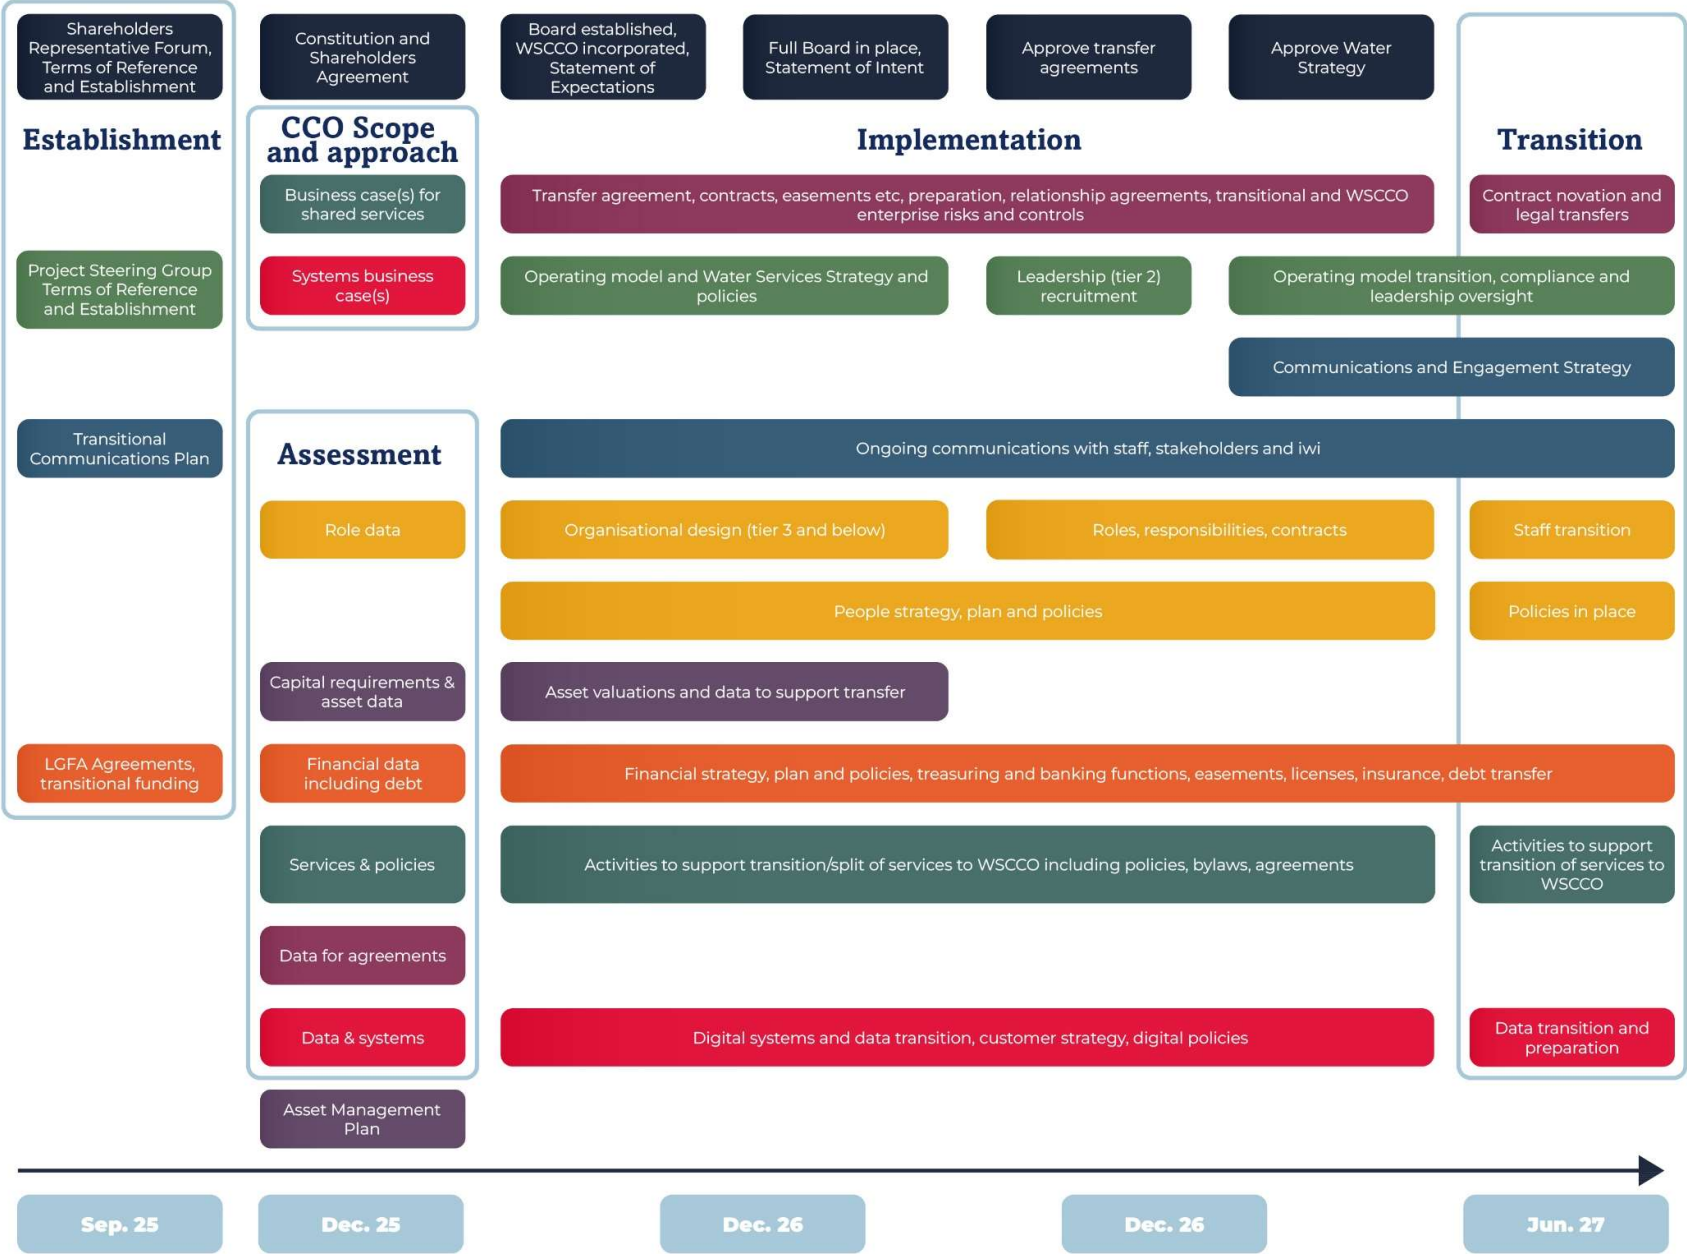 Shareholders
Representative Forum,
Terms of Reference
and Establishment
Constitution and
Shareholders
Agreement
Board established,
WSCCO incorporated,
Statement of
Expectations
Full Board in place,
Statement of Intent
Approve transfer
agreements
Approve Water
Strategy
Establishment
CCO Scope
and approach
Implementation
Transition
Business case(s) for
shared services
Transfer agreement, contracts, easements etc, preparation, relationship agreements, transitional and WSCCO
enterprise risks and controls
Contract novation and
legal transfers
Project Steering Group
Terms of Reference
and Establishment
Systems business
case(s)
Operating model and Water Services Strategy and
policies
Leadership (tier 2)
recruitment
Operating model transition, compliance and
leadership oversight
Communications and Engagement Strategy
Transitional
Communications Plan
Assessment
Ongoing communications with staff, stakeholders and iwi
Role data
Organisational design (tier 3 and below)
Roles, responsibilities, contracts
Staff transition
People strategy, plan and policies
Policies in place
Capital requirements &
asset data
Asset valuations and data to support transfer
LGFA Agreements,
transitional funding
Financial data
including debt
Financial strategy, plan and policies, treasuring and banking functions, easements, licenses, insurance, debt transfer
Services & policies
Activities to support transition/split of services to WSCCO including policies, bylaws, agreements
Activities to support
transition of services to
WSCCO
Data for agreements
Data & systems
Digital systems and data transition, customer strategy, digital policies
Data transition and
preparation
Asset Management
Plan
Sep. 25
Dec. 25
Dec. 26
Dec. 26
Jun. 27